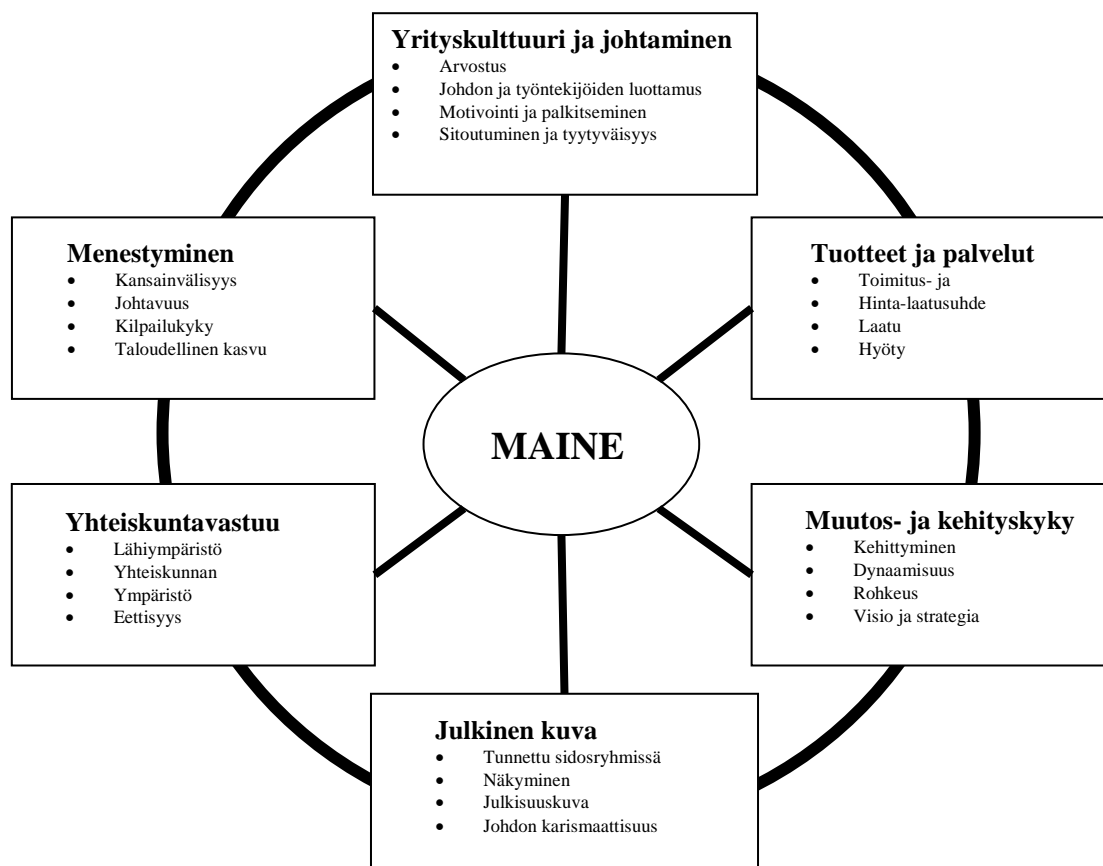 Yrityskulttuuri ja johtaminen
• Arvostus
• Johdon ja työntekijöiden luottamus
• Motivointi ja palkitseminen
• Sitoutuminen ja tyytyväisyys
Menestyminen
• Kansainvälisyys
• Johtavuus
• Kilpailukyky
• Taloudellinen kasvu
Tuotteet ja palvelut
• Toimitus- ja
• Hinta-laatusuhde
• Laatu
• Hyöty
MAINE
Yhteiskuntavastuu
• Lähiympäristö
• Yhteiskunnan
• Ympäristö
• Eettisyys
Muutos- ja kehityskyky
• Kehittyminen
• Dynaamisuus
• Rohkeus
• Visio ja strategia
Julkinen kuva
• Tunnettu sidosryhmissä
• Näkyminen
• Julkisuuskuva
• Johdon karismaattisuus